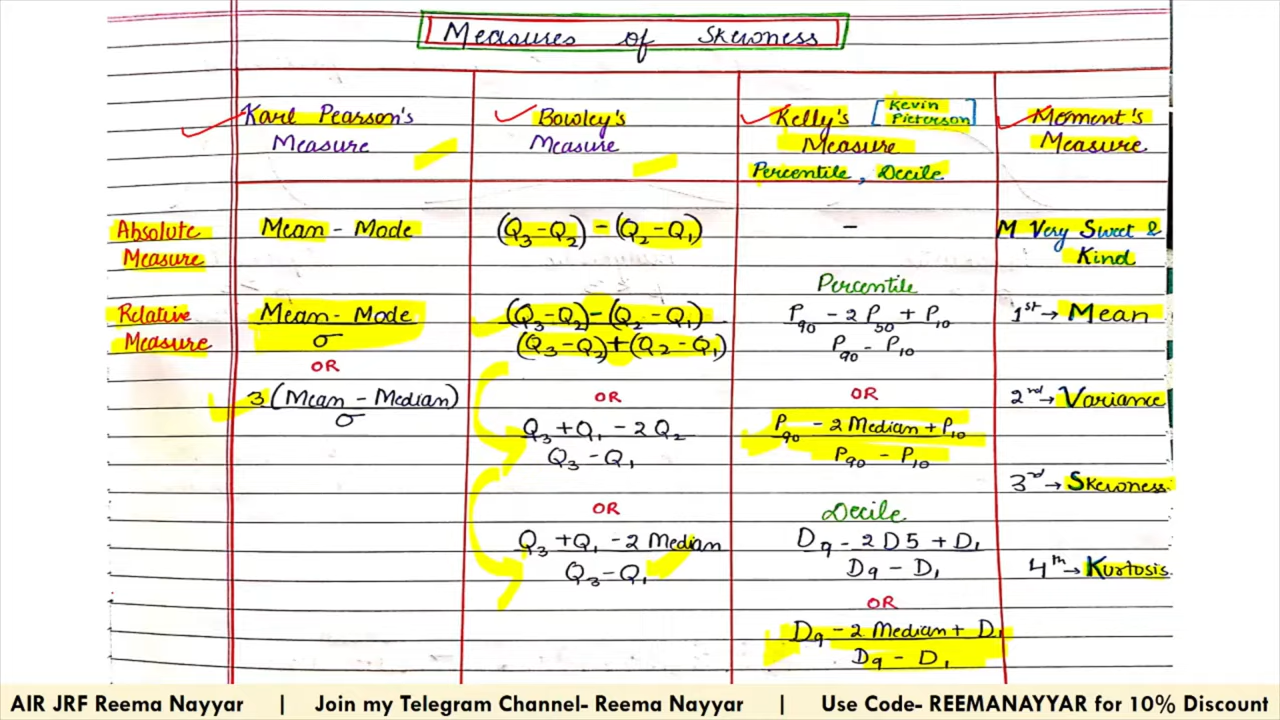 Measures of Skewness
Karl Pearson's
Measure
Bowley's
Measure
Kelly's [Kevin Pieterson]
Measure
Percentile, Decile
Moment's
Measure
Absolute
Measure
Mean - Mode
(Q₃-Q₂) - (Q₂-Q₁)
-
M Very Sweet &
Kind
Relative
Measure
Mean - Mode
σ
OR
3 (Mean - Median)
σ
(Q₃-Q₂) - (Q₂-Q₁)
(Q₃-Q₂) + (Q₂-Q₁)
OR
Q₃ + Q₁ - 2Q₂
Q₃ - Q₁
OR
Q₃ + Q₁ - 2 Median
Q₃ - Q₁
Percentile
P₉₀ - 2P₅₀ + P₁₀
P₉₀ - P₁₀
OR
P₉₀ - 2 Median + P₁₀
P₉₀ - P₁₀
Decile
D₉ - 2D5 + D₁
D₉ - D₁
OR
D₉ - 2 Median + D₁
D₉ - D₁
1st → Mean
2nd → Variance
3rd → Skewness
4th → Kurtosis
AIR JRF Reema Nayyar | Join my Telegram Channel- Reema Nayyar | Use Code- REEMANAYYAR for 10% Discount